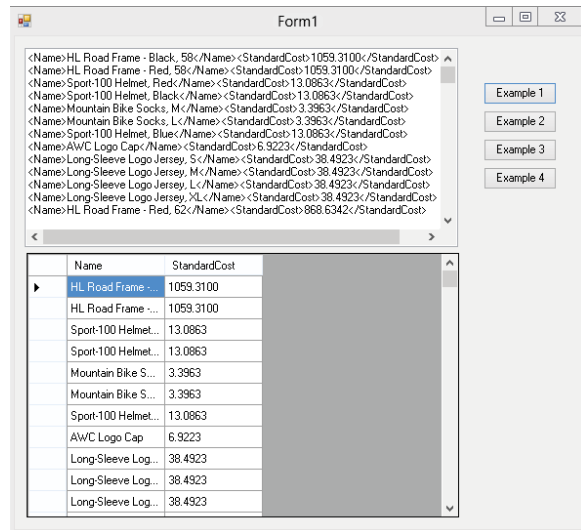 Form1
<Name>HL Road Frame - Black, 58</Name><StandardCost>1059.3100</StandardCost>
<Name>HL Road Frame - Red, 58</Name><StandardCost>1059.3100</StandardCost>
<Name>Sport-100 Helmet, Red</Name><StandardCost>13.0863</StandardCost>
<Name>Sport-100 Helmet, Black</Name><StandardCost>13.0863</StandardCost>
<Name>Mountain Bike Socks, M</Name><StandardCost>3.3963</StandardCost>
<Name>Mountain Bike Socks, L</Name><StandardCost>3.3963</StandardCost>
<Name>Sport-100 Helmet, Blue</Name><StandardCost>13.0863</StandardCost>
<Name>AWC Logo Cap</Name><StandardCost>6.9223</StandardCost>
<Name>Long-Sleeve Logo Jersey, S</Name><StandardCost>38.4923</StandardCost>
<Name>Long-Sleeve Logo Jersey, M</Name><StandardCost>38.4923</StandardCost>
<Name>Long-Sleeve Logo Jersey, L</Name><StandardCost>38.4923</StandardCost>
<Name>Long-Sleeve Logo Jersey, XL</Name><StandardCost>38.4923</StandardCost>
<Name>HL Road Frame - Red, 62</Name><StandardCost>868.6342</StandardCost>
Example 1
Example 2
Example 3
Example 4
Name StandardCost
HL Road Frame -... 1059.3100
HL Road Frame -... 1059.3100
Sport-100 Helmet... 13.0863
Sport-100 Helmet... 13.0863
Mountain Bike S... 3.3963
Mountain Bike S... 3.3963
Sport-100 Helmet... 13.0863
AWC Logo Cap 6.9223
Long-Sleeve Log... 38.4923
Long-Sleeve Log... 38.4923
Long-Sleeve Log... 38.4923